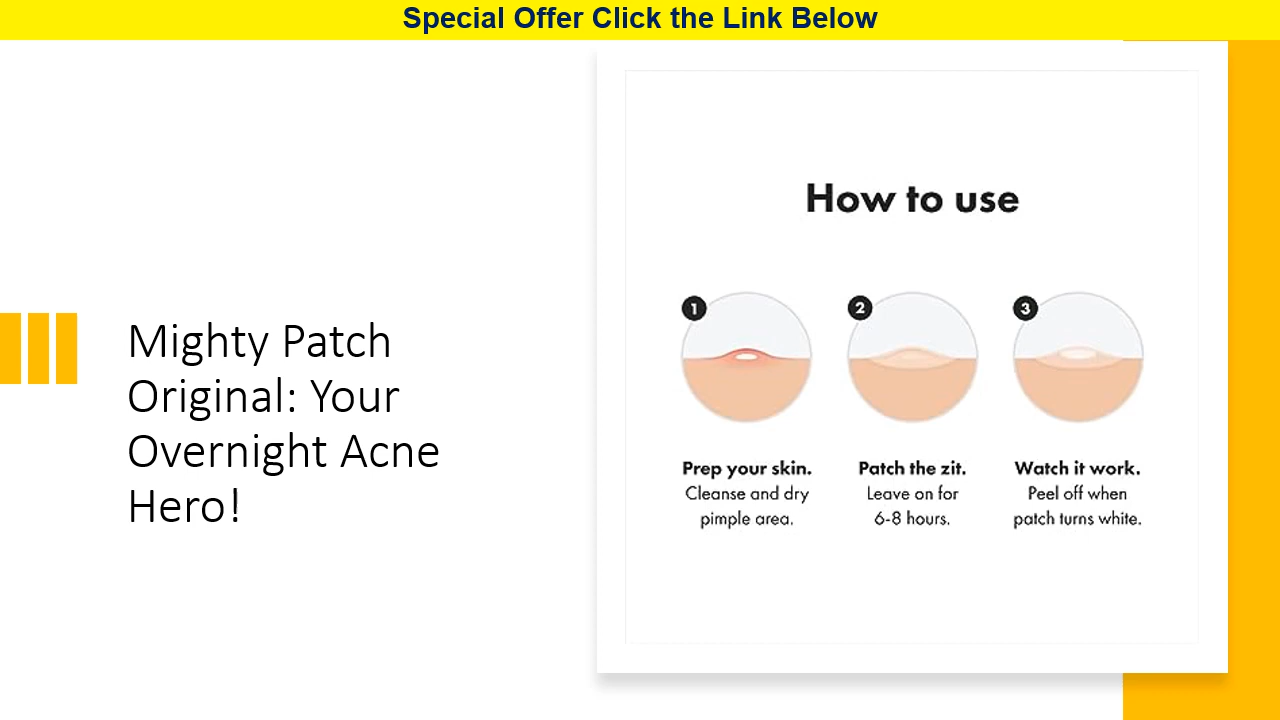 Special Offer Click the Link Below
Mighty Patch
Original: Your
Overnight Acne
Hero!
How to use
1
2
3
Prep your skin.
Cleanse and dry
pimple area.
Patch the zit.
Leave on for
6-8 hours.
Watch it work.
Peel off when
patch turns white.